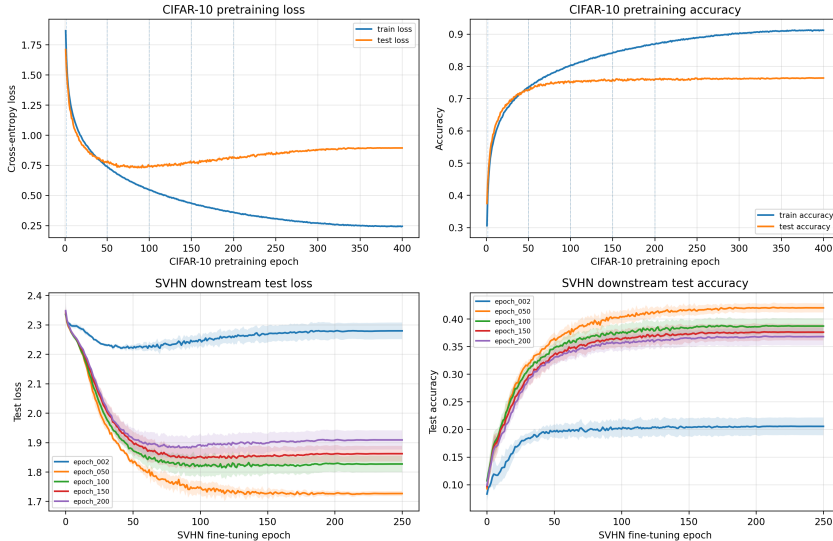 CIFAR-10 pretraining loss
Cross-entropy loss
1.75
1.50
1.25
1.00
0.75
0.50
0.25
train loss
test loss
0 50 100 150 200 250 300 350 400
CIFAR-10 pretraining epoch
CIFAR-10 pretraining accuracy
Accuracy
0.9
0.8
0.7
0.6
0.5
0.4
0.3
train accuracy
test accuracy
0 50 100 150 200 250 300 350 400
CIFAR-10 pretraining epoch
SVHN downstream test loss
Test loss
2.4
2.3
2.2
2.1
2.0
1.9
1.8
1.7
epoch_002
epoch_050
epoch_100
epoch_150
epoch_200
0 50 100 150 200 250
SVHN fine-tuning epoch
SVHN downstream test accuracy
Test accuracy
0.40
0.35
0.30
0.25
0.20
0.15
0.10
epoch_002
epoch_050
epoch_100
epoch_150
epoch_200
0 50 100 150 200 250
SVHN fine-tuning epoch